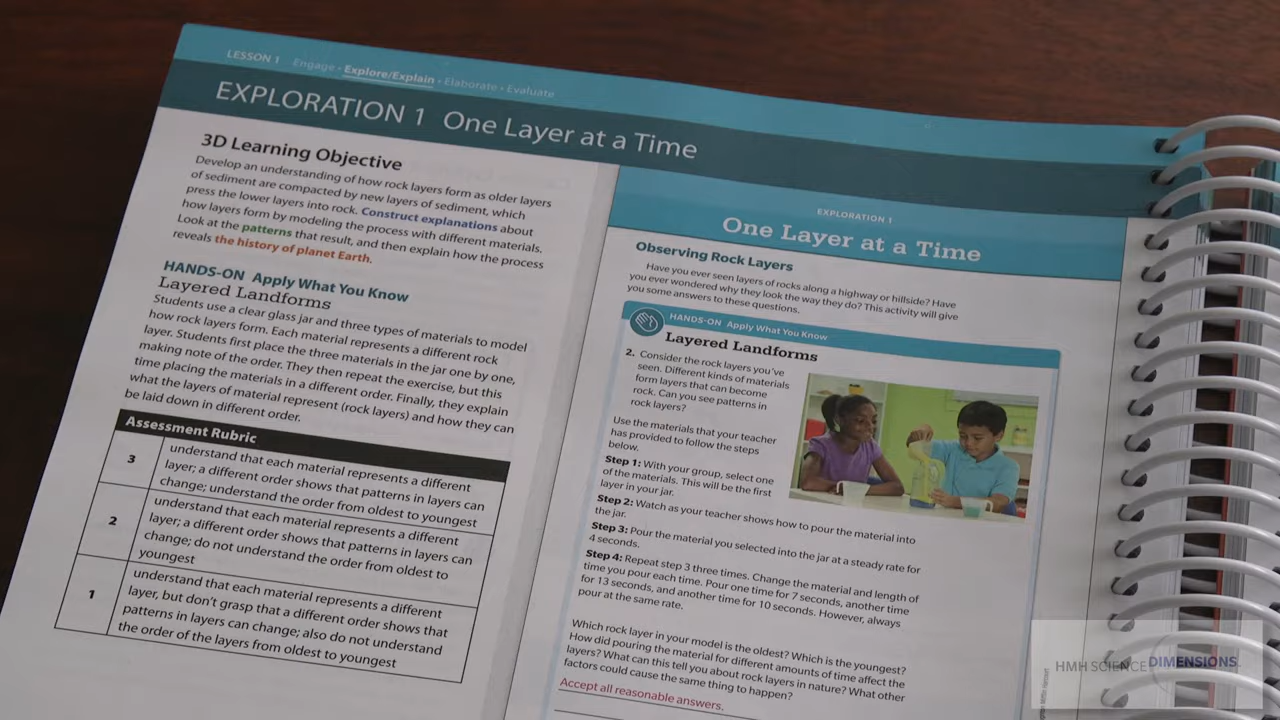 LESSON 1 Engage • Explore/Explain • Elaborate • Evaluate
EXPLORATION 1 One Layer at a Time
3D Learning Objective
Develop an understanding of how rock layers form as older layers
of sediment are compacted by new layers of sediment, which
press the lower layers into rock. Construct explanations about
how layers form by modeling the process with different materials.
Look at the patterns that result, and then explain how the process
reveals the history of planet Earth.
HANDS-ON Apply What You Know
Layered Landforms
Students use a clear glass jar and three types of materials to model
how rock layers form. Each material represents a different rock
layer. Students first place the three materials in the jar one by one,
making note of the order. They then repeat the exercise, but this
time placing the materials in a different order. Finally, they explain
what the layers of material represent (rock layers) and how they can
be laid down in different order.
Assessment Rubric
3 understand that each material represents a different
layer; a different order shows that patterns in layers can
change; understand the order from oldest to youngest
2 understand that each material represents a different
layer; a different order shows that patterns in layers can
change; do not understand the order from oldest to
youngest
1 understand that each material represents a different
layer, but don't grasp that a different order shows that
patterns in layers can change; also do not understand
the order of the layers from oldest to youngest
EXPLORATION 1
One Layer at a Time
Observing Rock Layers
Have you ever seen layers of rocks along a highway or hillside? Have
you ever wondered why they look the way they do? This activity will give
you some answers to these questions.
HANDS-ON Apply What You Know
Layered Landforms
2. Consider the rock layers you've
seen. Different kinds of materials
form layers that can become
rock. Can you see patterns in
rock layers?
Use the materials that your teacher
has provided to follow the steps
below.
Step 1: With your group, select one
of the materials. This will be the first
layer in your jar.
Step 2: Watch as your teacher shows how to pour the material into
the jar.
Step 3: Pour the material you selected into the jar at a steady rate for
4 seconds.
Step 4: Repeat step 3 three times. Change the material and length of
time you pour each time. Pour one time for 7 seconds, another time
for 13 seconds, and another time for 10 seconds. However, always
pour at the same rate.
Which rock layer in your model is the oldest? Which is the youngest?
How did pouring the material for different amounts of time affect the
layers? What can this tell you about rock layers in nature? What other
factors could cause the same thing to happen?
Accept all reasonable answers.
HMH SCIENCE DIMENSIONS